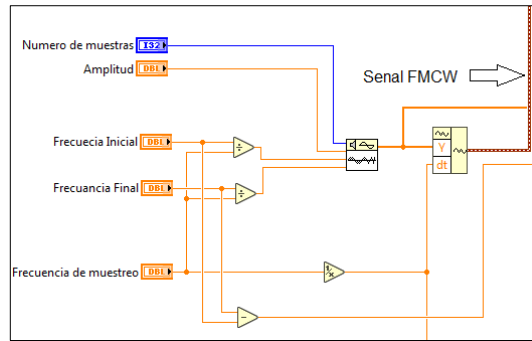 Numero de muestras I32
Amplitud DBL
Senal FMCW
Frecuecia Inicial DBL
÷
Y
dt
Frecuancia Final DBL
÷
Frecuencia de muestreo DBL
1/x
-